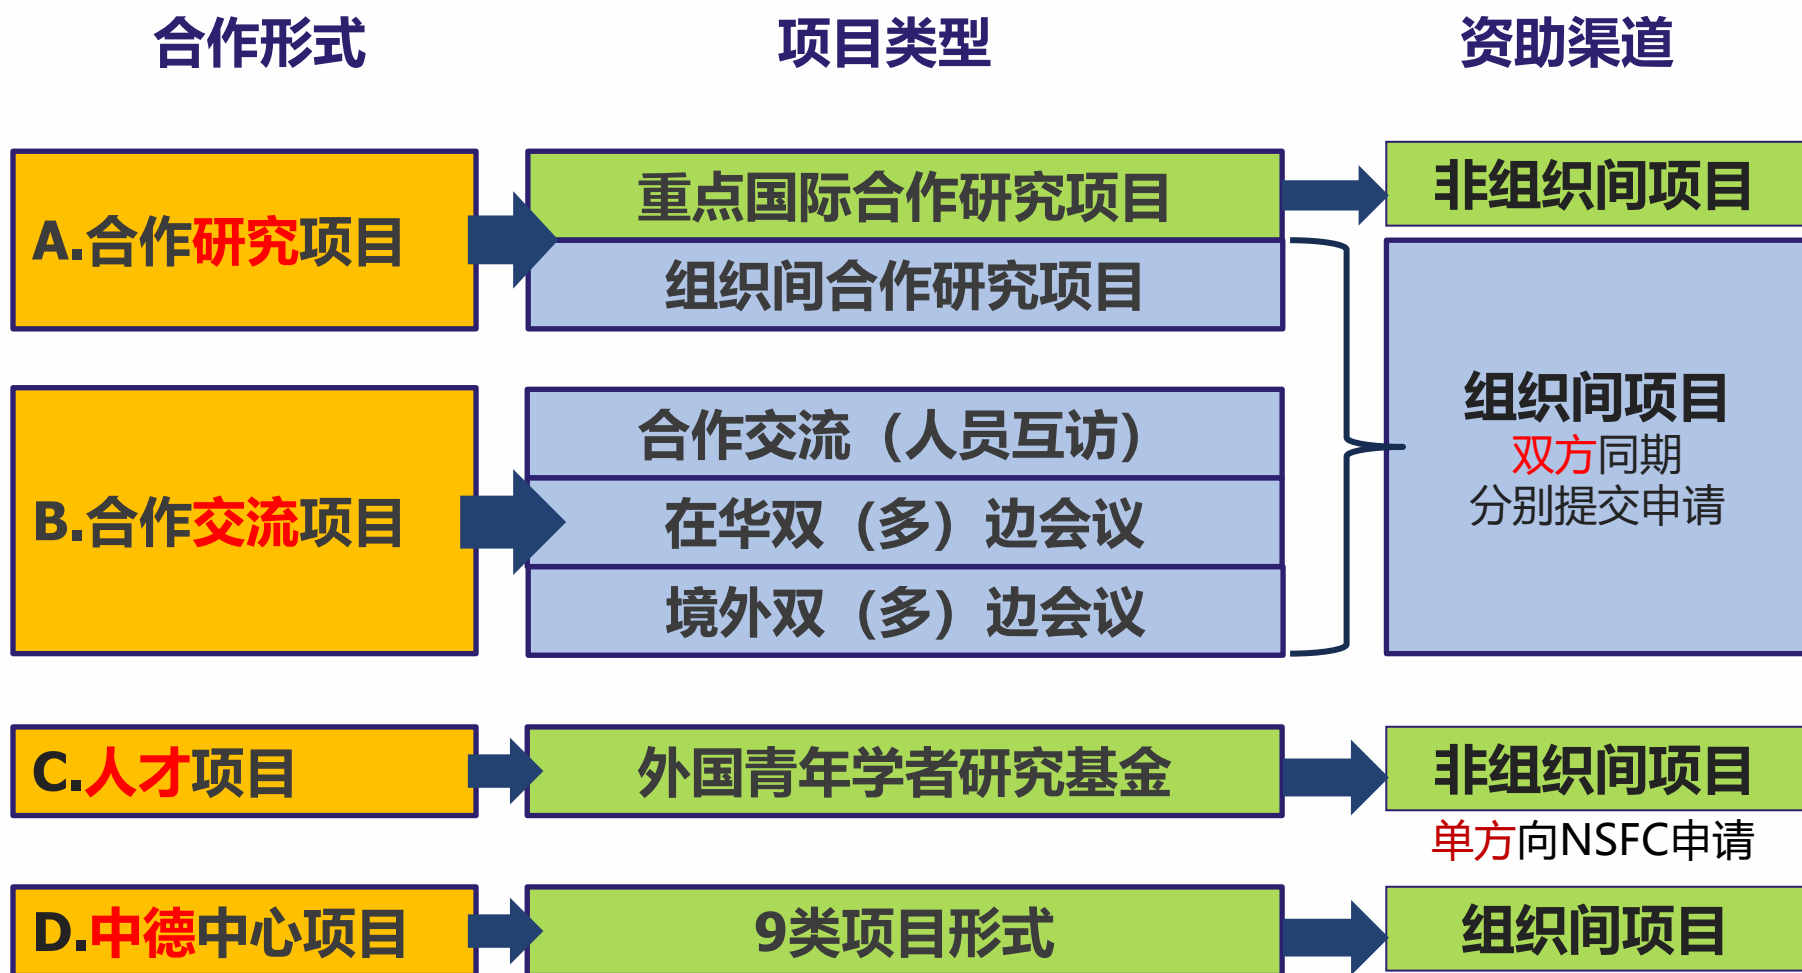 合作形式
项目类型
资助渠道
A.合作研究项目
重点国际合作研究项目
非组织间项目
组织间合作研究项目
B.合作交流项目
合作交流（人员互访）
在华双（多）边会议
境外双（多）边会议
组织间项目
双方同期
分别提交申请
C.人才项目
外国青年学者研究基金
非组织间项目
单方向NSFC申请
D.中德中心项目
9类项目形式
组织间项目